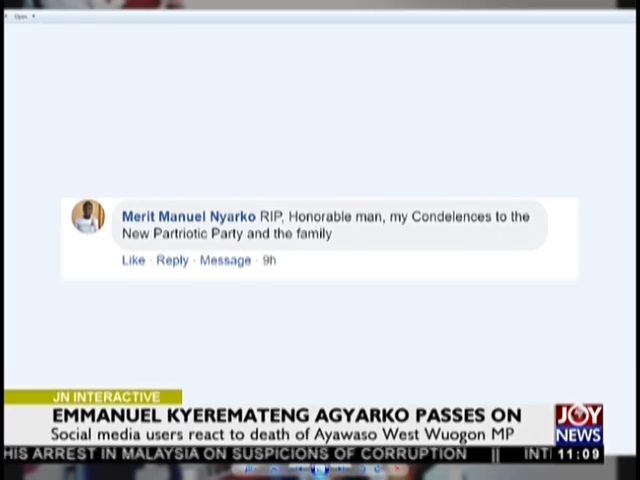 Open
Merit Manuel Nyarko RIP, Honorable man, my Condelences to the
New Partriotic Party and the family
Like · Reply · Message · 9h
JN INTERACTIVE
EMMANUEL KYEREMATENG AGYARKO PASSES ON
Social media users react to death of Ayawaso West Wuogon MP
JOY
NEWS
HIS ARREST IN MALAYSIA ON SUSPICIONS OF CORRUPTION || INT
11:09